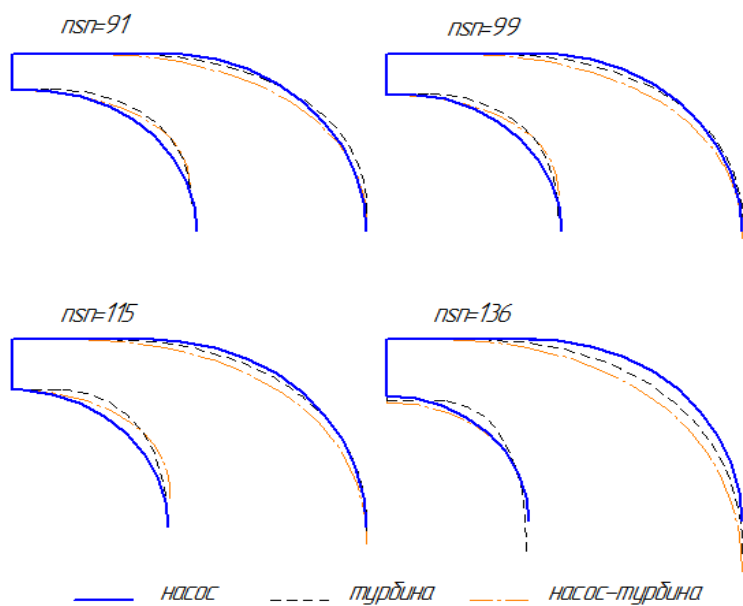 nsn=91
nsn=99
nsn=115
nsn=136
насос турбина насос-турбина